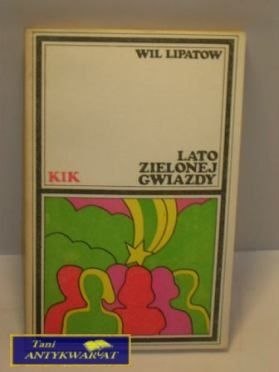 WIL LIPATOW
LATO
ZIELONEJ
GWIAZDY
KIK
Tani
ANTYKWARIAT